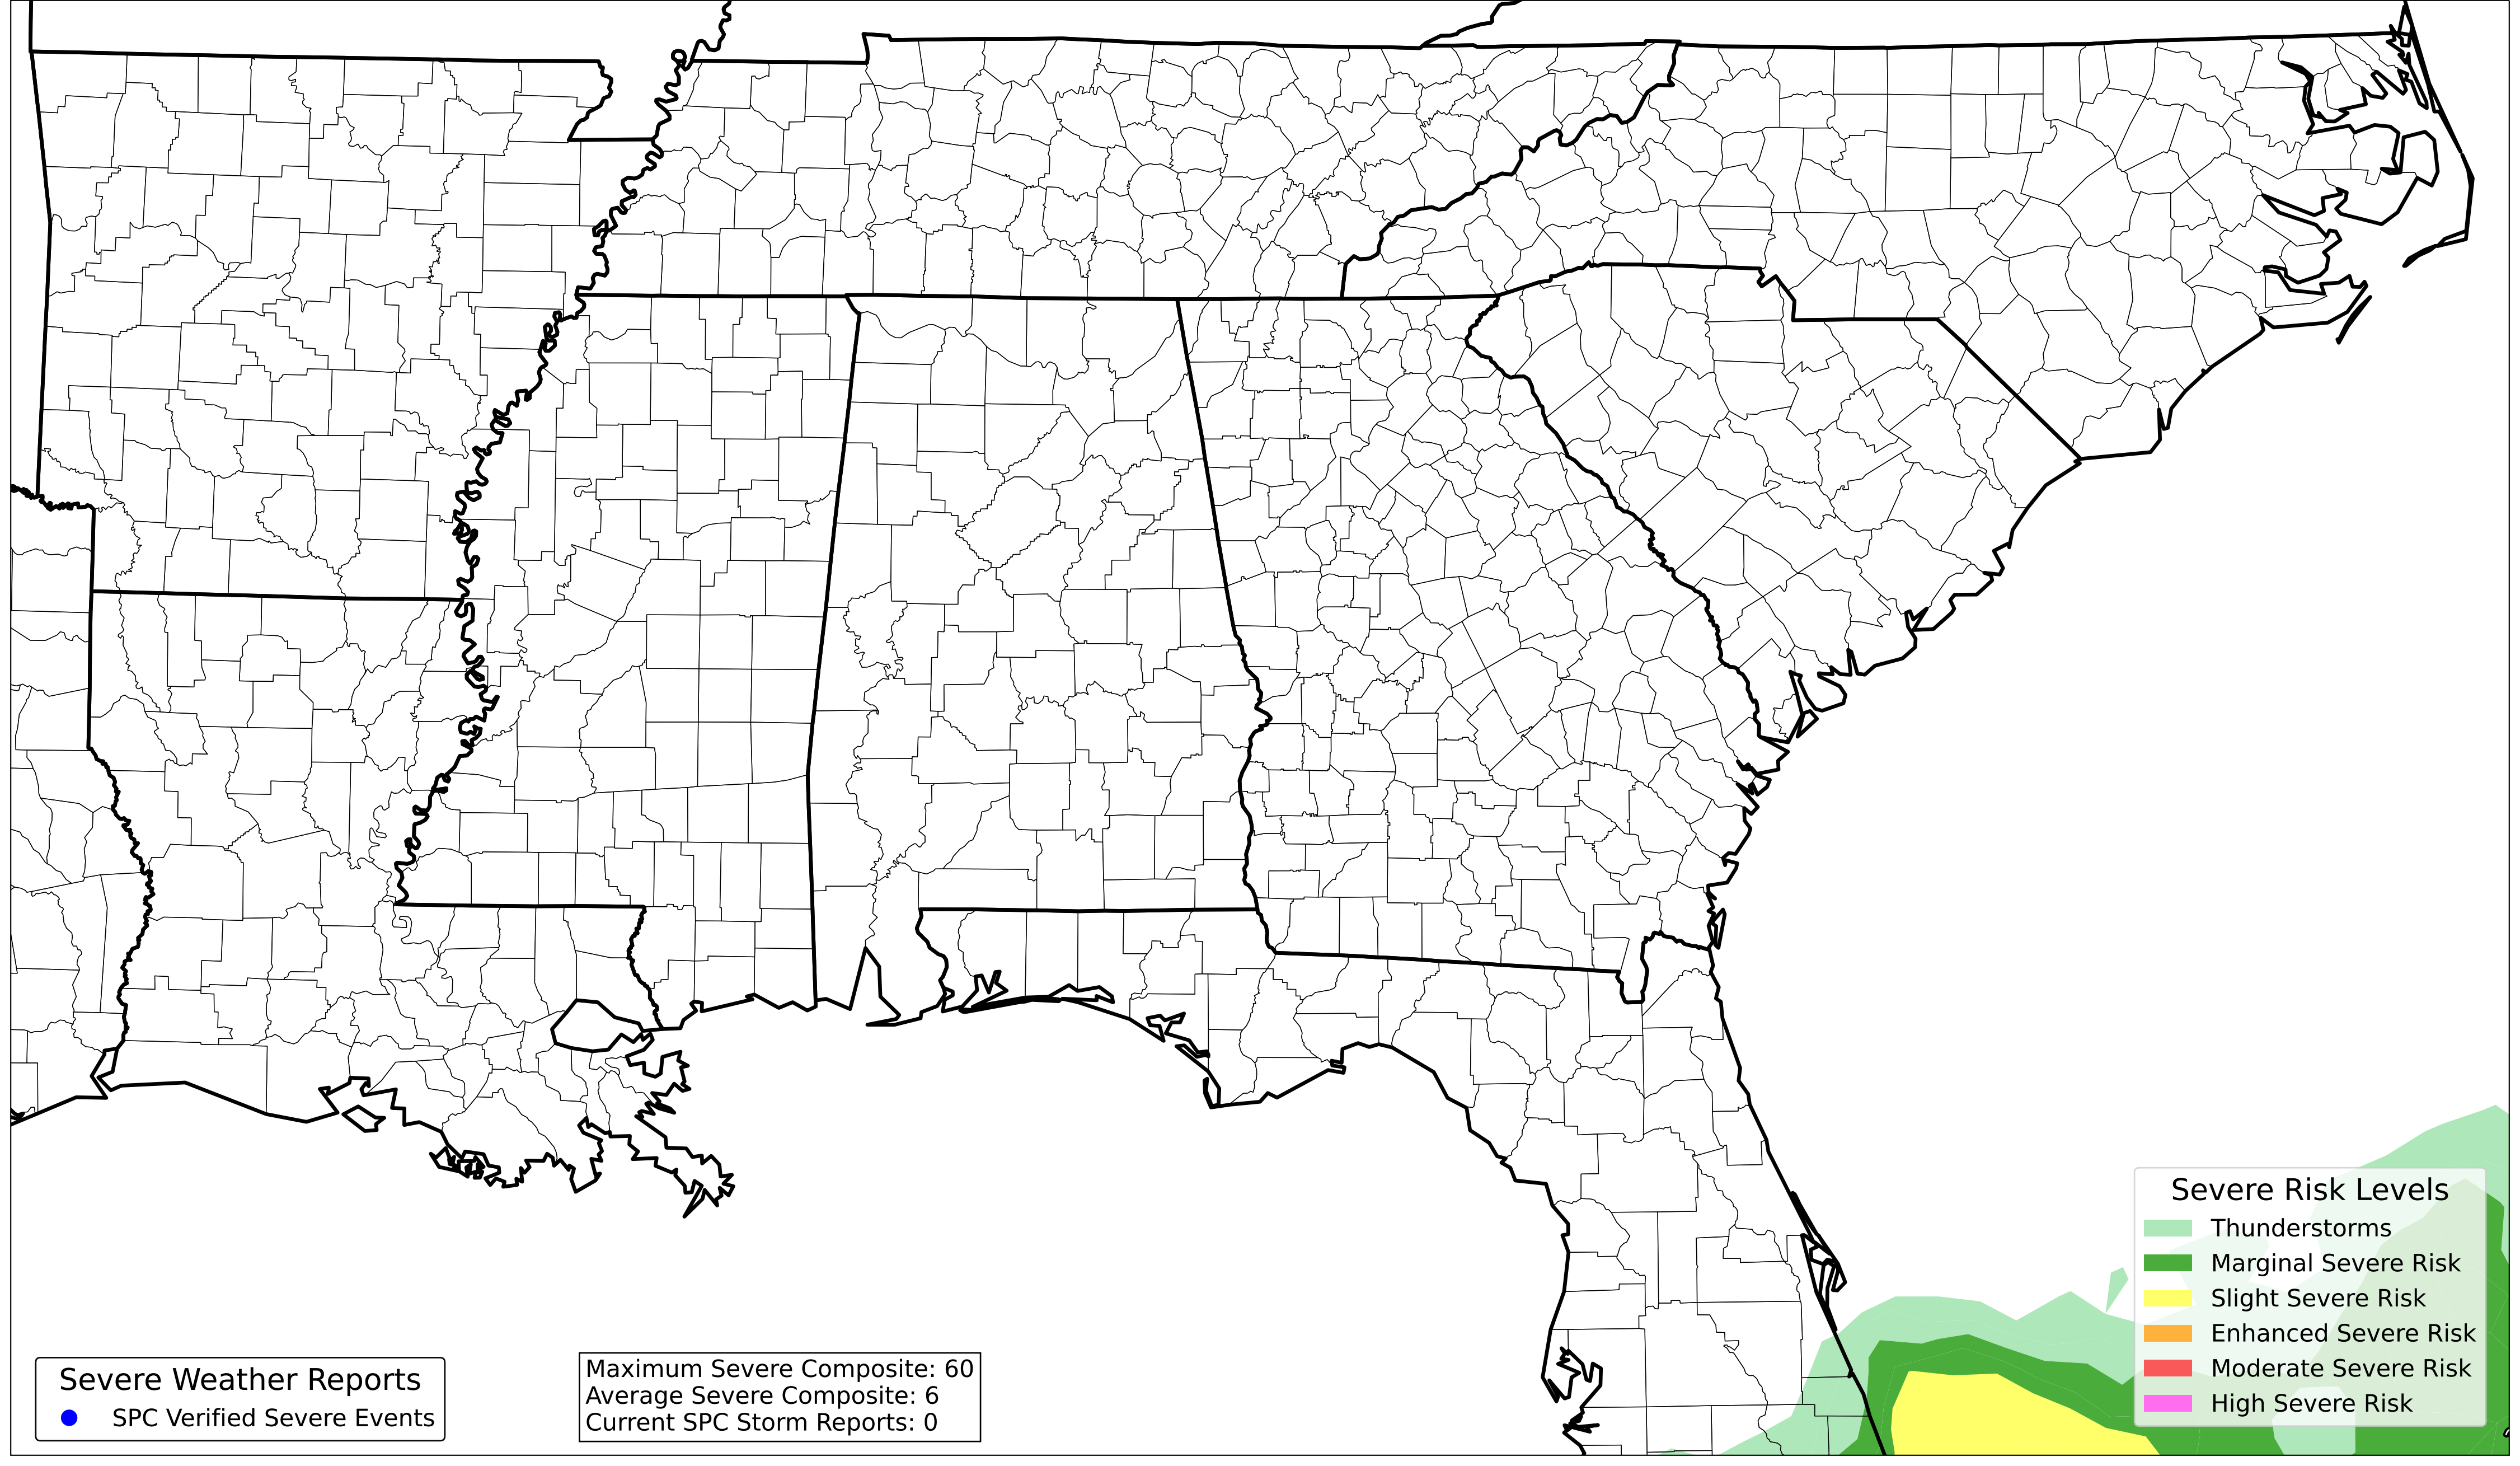 Severe Risk Levels
Thunderstorms
Marginal Severe Risk
Slight Severe Risk
Enhanced Severe Risk
Moderate Severe Risk
High Severe Risk
Severe Weather Reports
SPC Verified Severe Events
Maximum Severe Composite: 60
Average Severe Composite: 6
Current SPC Storm Reports: 0